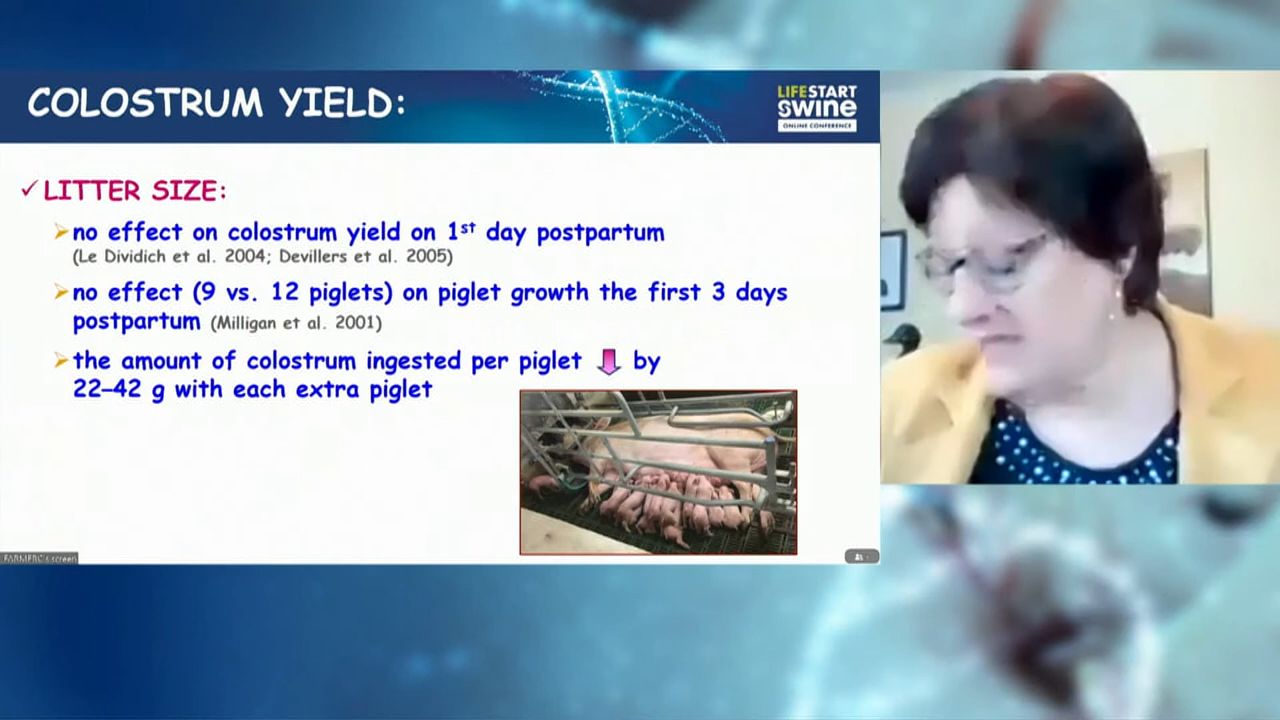 COLOSTRUM YIELD:
LIFESTART
SWINE
ONLINE CONFERENCE
✓LITTER SIZE:
➢no effect on colostrum yield on 1st day postpartum
(Le Dividich et al. 2004; Devillers et al. 2005)
➢no effect (9 vs. 12 piglets) on piglet growth the first 3 days
postpartum (Milligan et al. 2001)
➢the amount of colostrum ingested per piglet ⬇ by
22–42 g with each extra piglet
FARMERC's screen